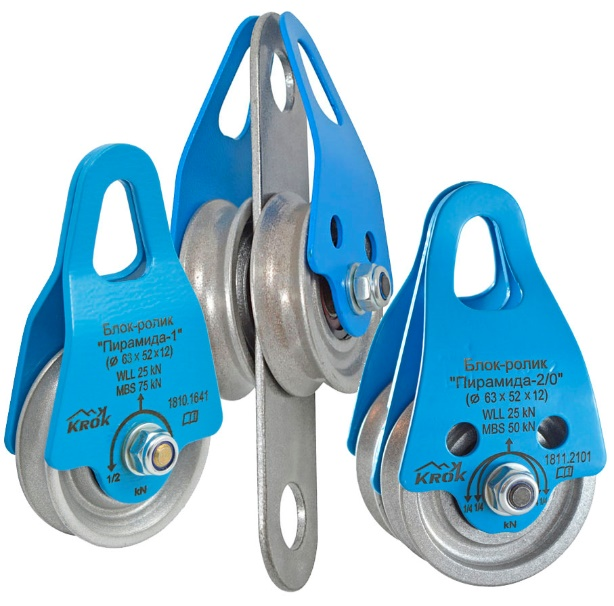 Блок-ролик
"Пирамида-1"
(ø 63 x 52 x12)
WLL 25 kN
MBS 75 kN
1810.1641
KROK
1/2
kN
Блок-ролик
"Пирамида-2/0"
(ø 63 x 52 x12)
WLL 25 kN
MBS 50 kN
1811.2101
KROK
1/4 1/4
kN